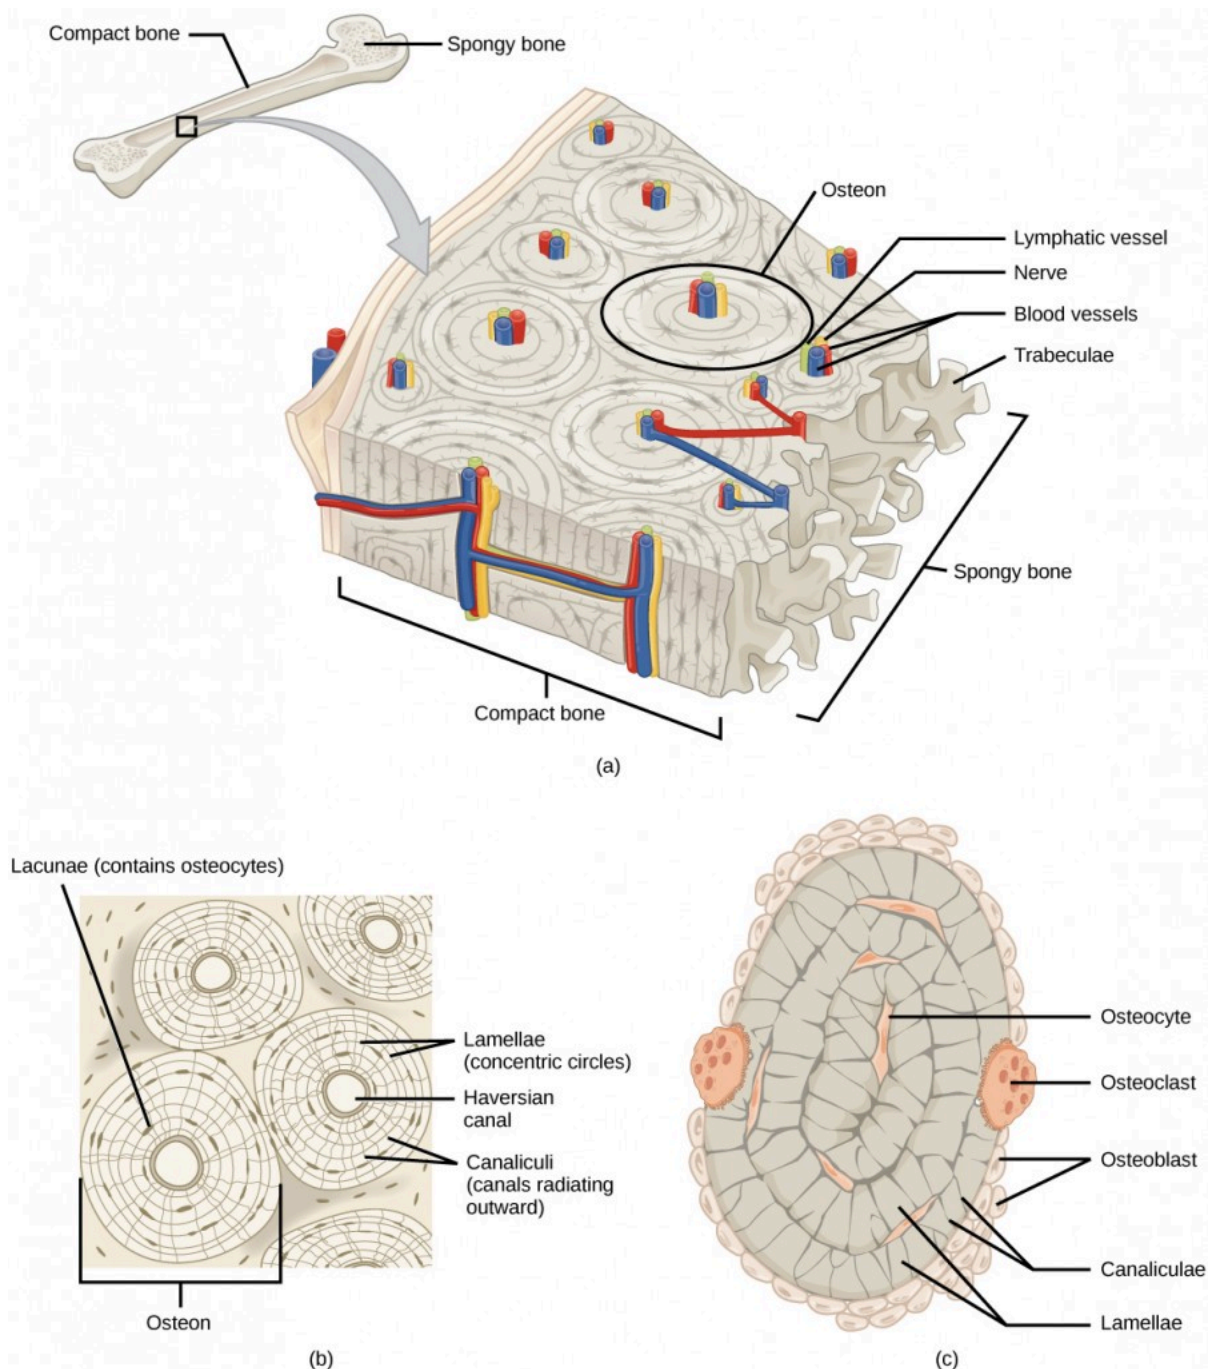 Compact bone
Spongy bone
Osteon
Lymphatic vessel
Nerve
Blood vessels
Trabeculae
Spongy bone
Compact bone
(a)
Lacunae (contains osteocytes)
Lamellae
(concentric circles)
Haversian
canal
Canaliculi
(canals radiating
outward)
Osteon
(b)
Osteocyte
Osteoclast
Osteoblast
Canaliculae
Lamellae
(c)